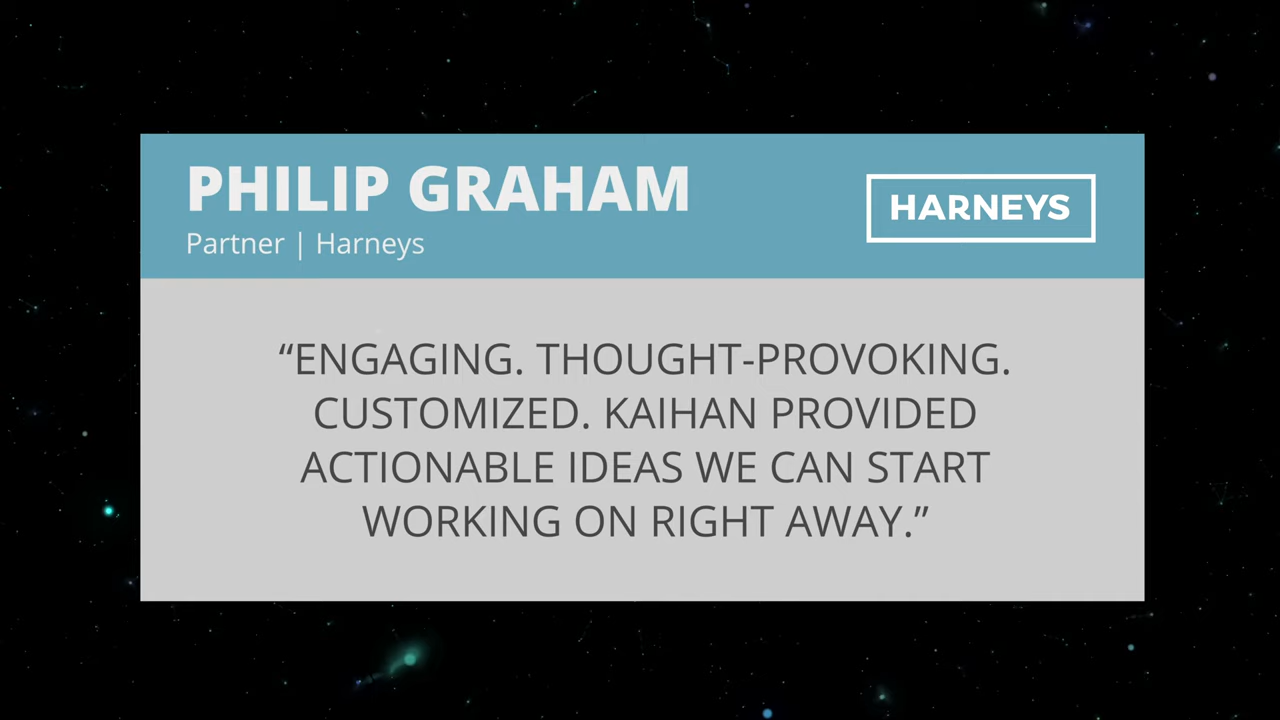 PHILIP GRAHAM
Partner | Harneys
HARNEYS
“ENGAGING. THOUGHT-PROVOKING.
CUSTOMIZED. KAIHAN PROVIDED
ACTIONABLE IDEAS WE CAN START
WORKING ON RIGHT AWAY.”